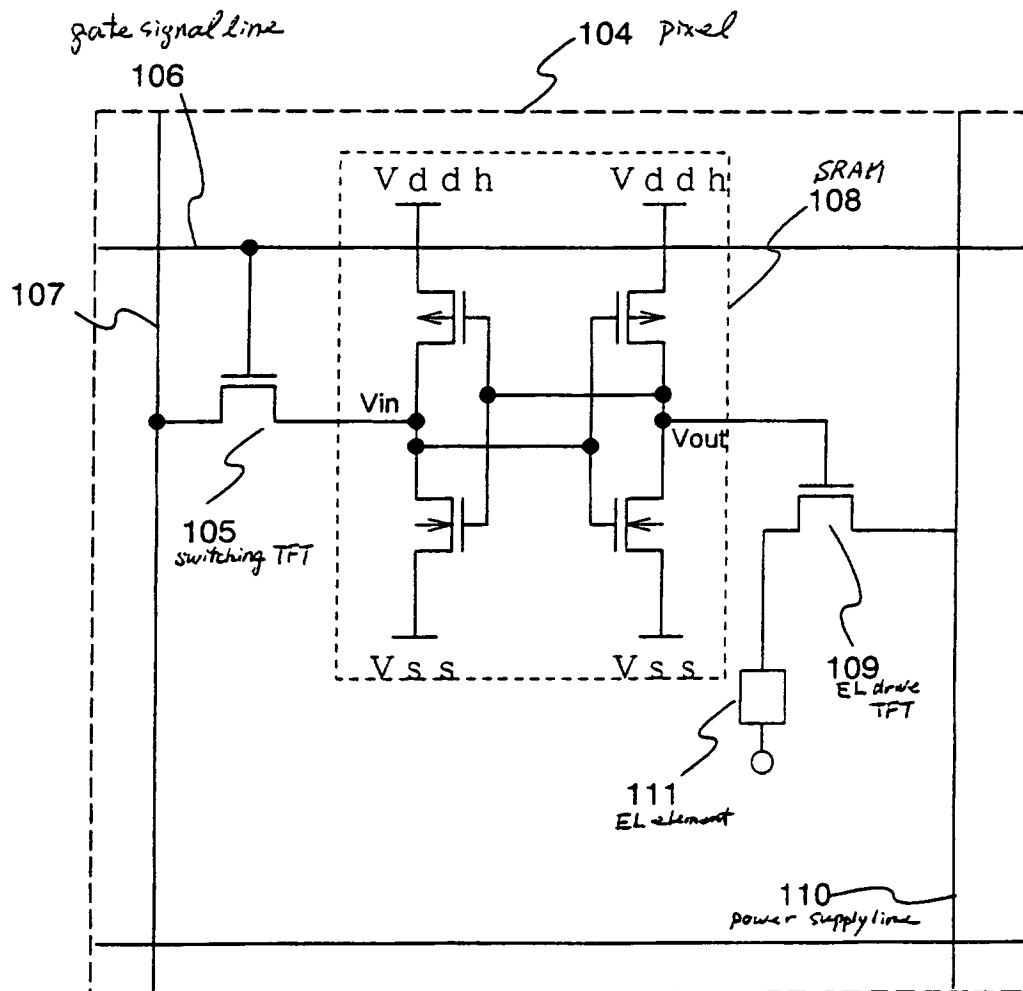 gate signal line
106
104 pixel
Vddh
Vddh
SRAM
108
107
Vin
Vout
105
switching TFT
Vss
Vss
109
EL drive
TFT
111
EL element
110
power supply line